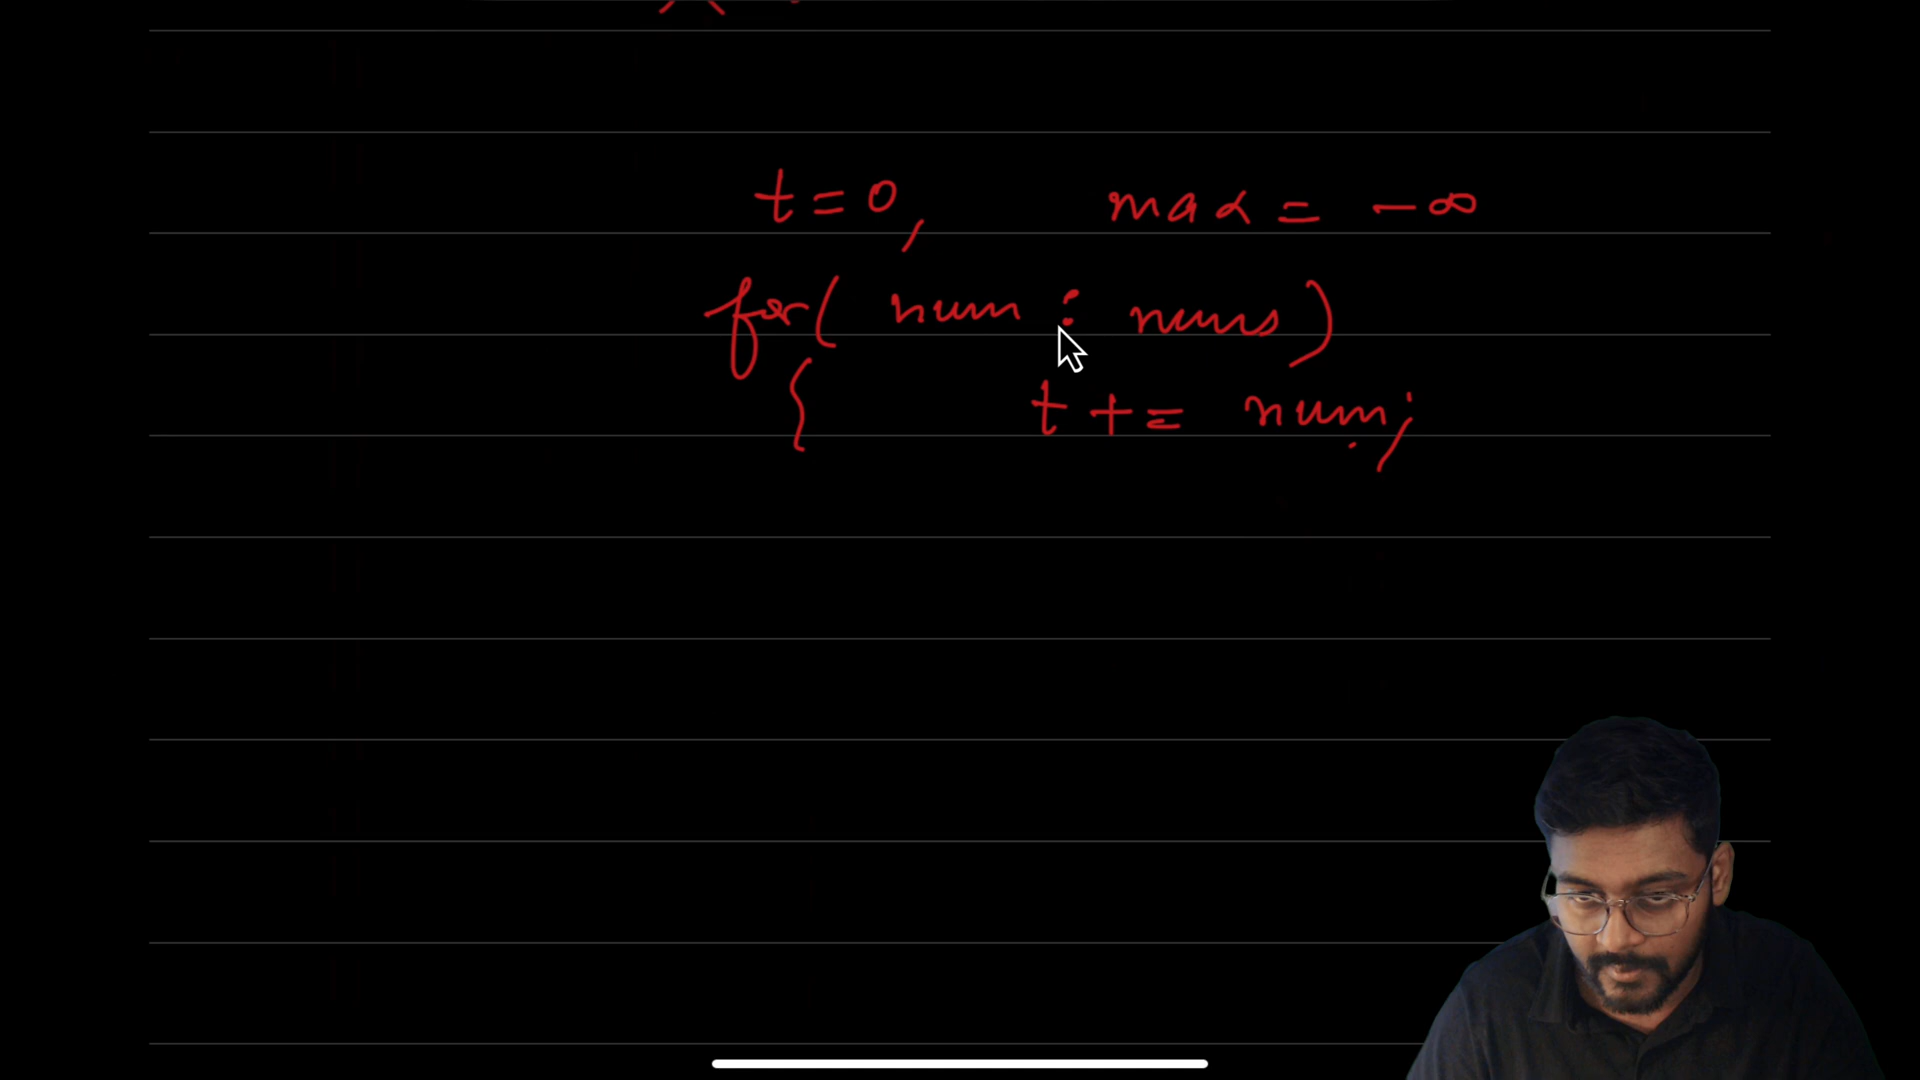 t = 0, max = -∞
for( num : nums )
{ t += num;